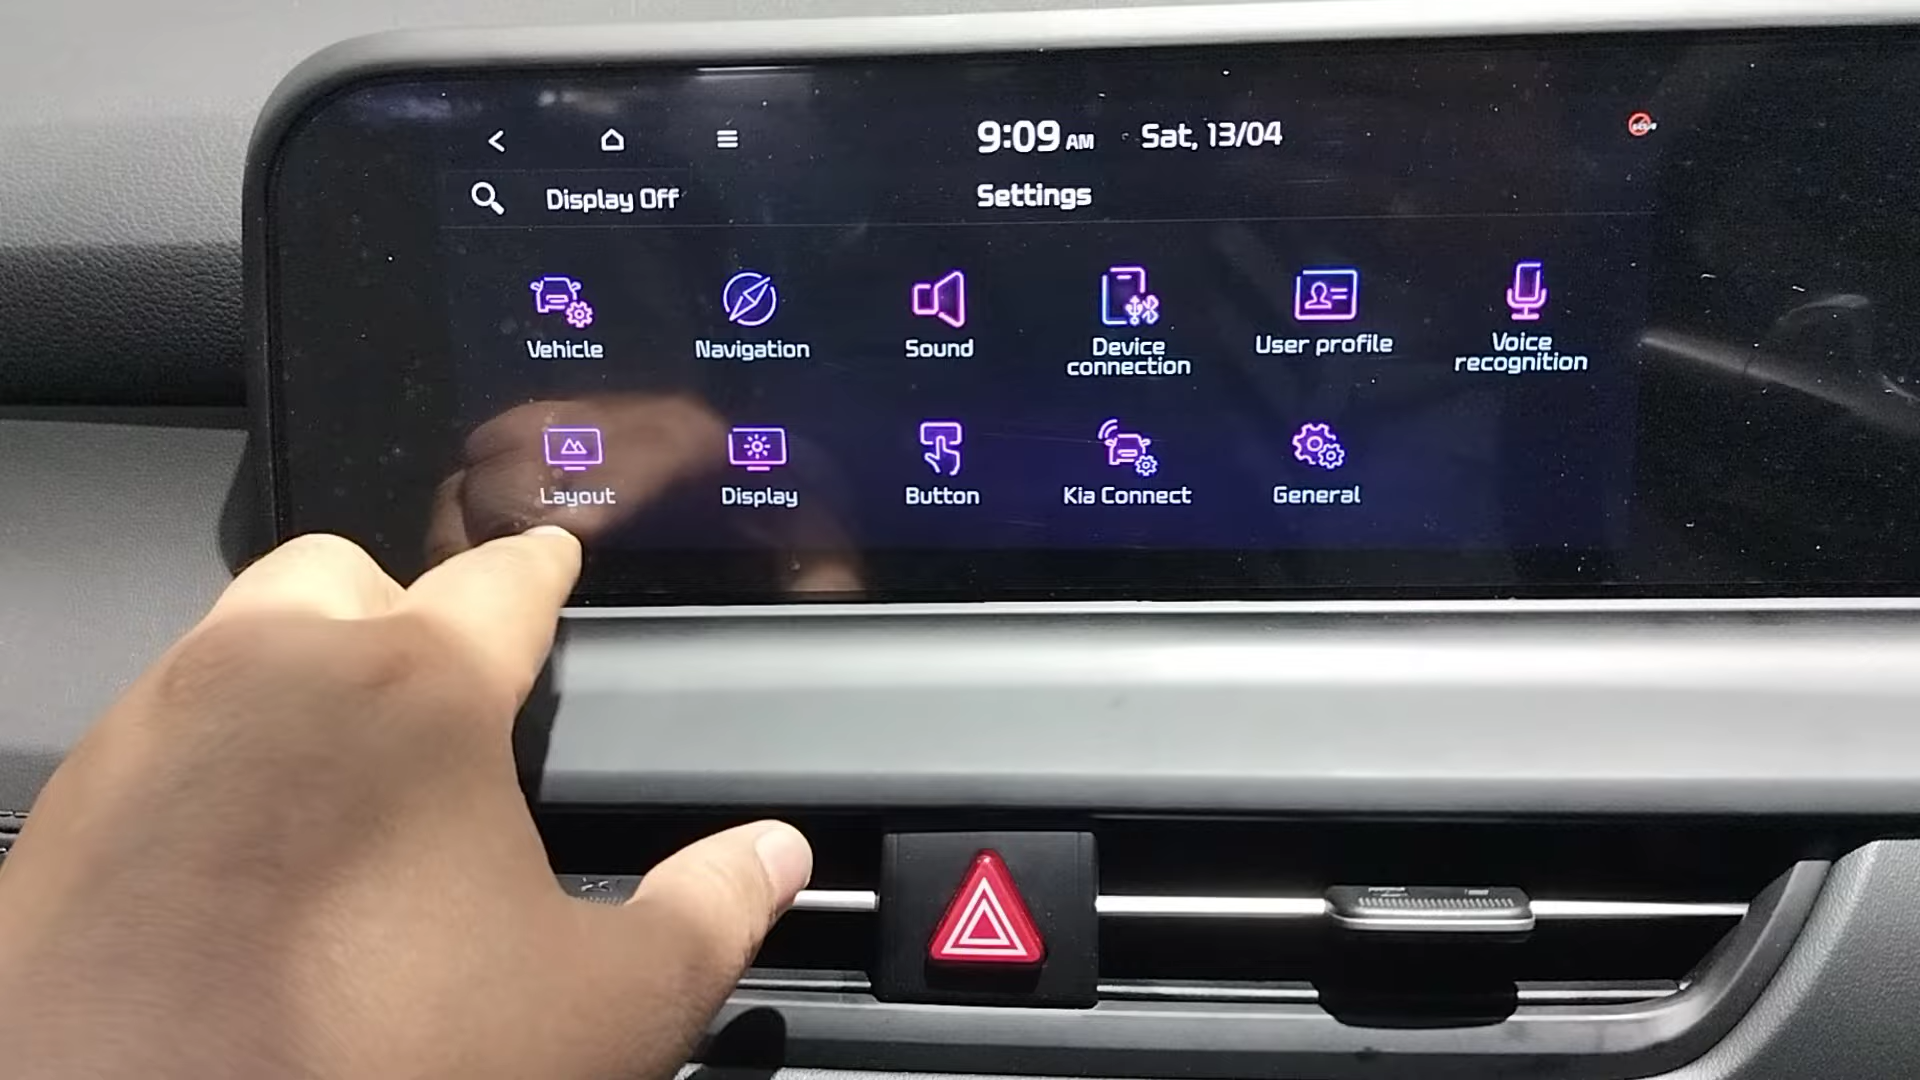 9:09 AM Sat, 13/04
Display Off Settings
Vehicle
Navigation
Sound
Device
connection
User profile
Voice
recognition
Layout
Display
Button
Kia Connect
General